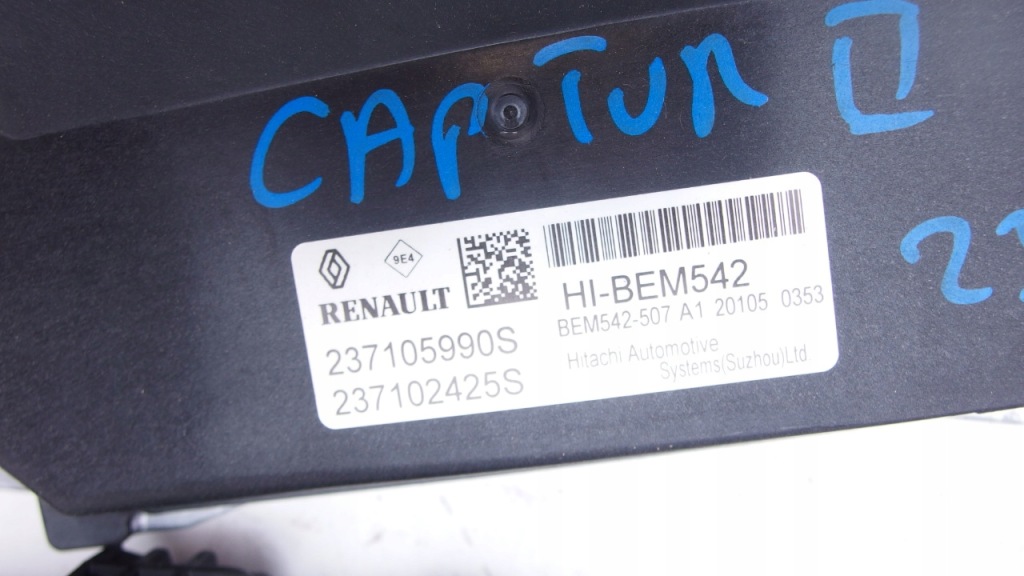 CAPTUR II
9E4
RENAULT
237105990S
237102425S
HI-BEM542
BEM542-507 A1 20105 0353
Hitachi Automotive
Systems(Suzhou)Ltd.